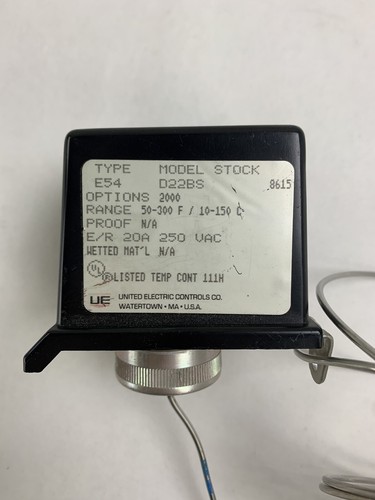 TYPE MODEL STOCK
E54 D22BS 8615
OPTIONS 2000
RANGE 50-300 F / 10-150 C
PROOF N/A
E/R 20A 250 VAC
WETTED MAT'L N/A
UL LISTED TEMP CONT 111H
UE UNITED ELECTRIC CONTROLS CO.
WATERTOWN • MA • U.S.A.